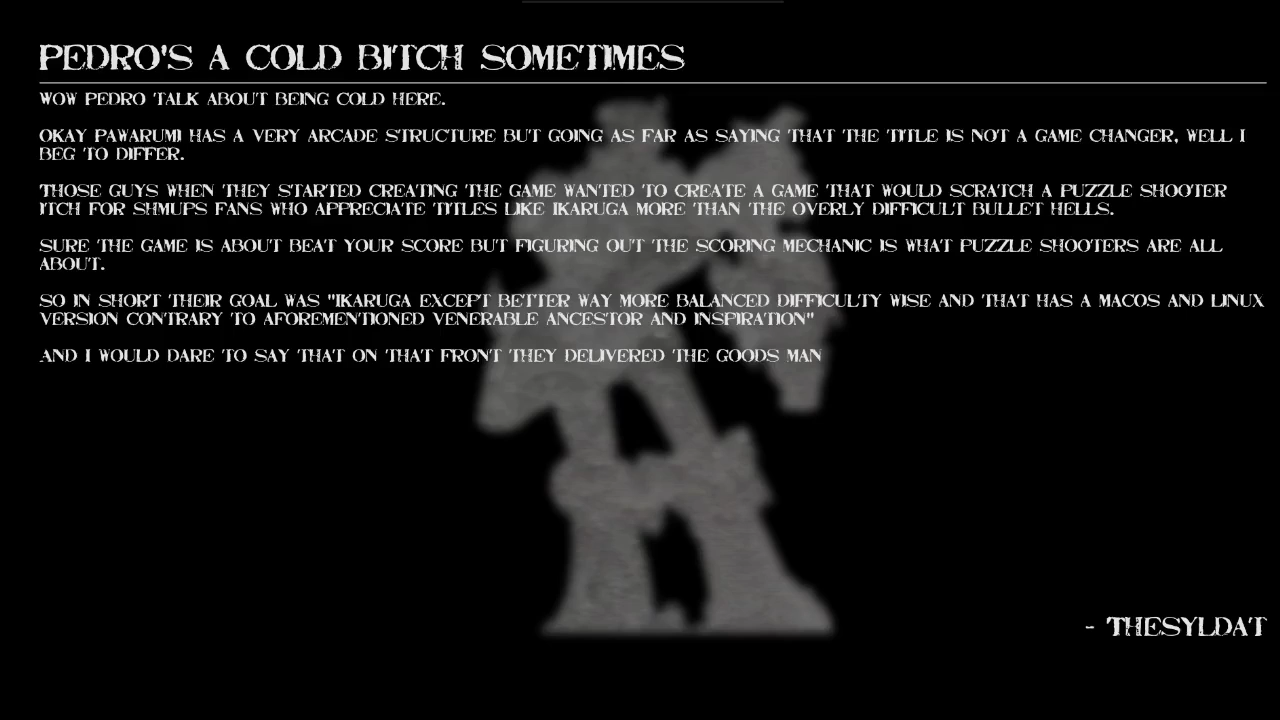 PEDRO'S A COLD BITCH SOMETIMES
WOW PEDRO TALK ABOUT BEING COLD HERE.
OKAY PAWARUMI HAS A VERY ARCADE STRUCTURE BUT GOING AS FAR AS SAYING THAT THE TITLE IS NOT A GAME CHANGER, WELL I
BEG TO DIFFER.
THOSE GUYS WHEN THEY STARTED CREATING THE GAME WANTED TO CREATE A GAME THAT WOULD SCRATCH A PUZZLE SHOOTER
ITCH FOR SHMUPS FANS WHO APPRECIATE TITLES LIKE IKARUGA MORE THAN THE OVERLY DIFFICULT BULLET HELLS.
SURE THE GAME IS ABOUT BEAT YOUR SCORE BUT FIGURING OUT THE SCORING MECHANIC IS WHAT PUZZLE SHOOTERS ARE ALL
ABOUT.
SO IN SHORT THEIR GOAL WAS "IKARUGA EXCEPT BETTER WAY MORE BALANCED DIFFICULTY WISE AND THAT HAS A MACOS AND LINUX
VERSION CONTRARY TO AFOREMENTIONED VENERABLE ANCESTOR AND INSPIRATION"
AND I WOULD DARE TO SAY THAT ON THAT FRONT THEY DELIVERED THE GOODS MAN
- THESYLDAT